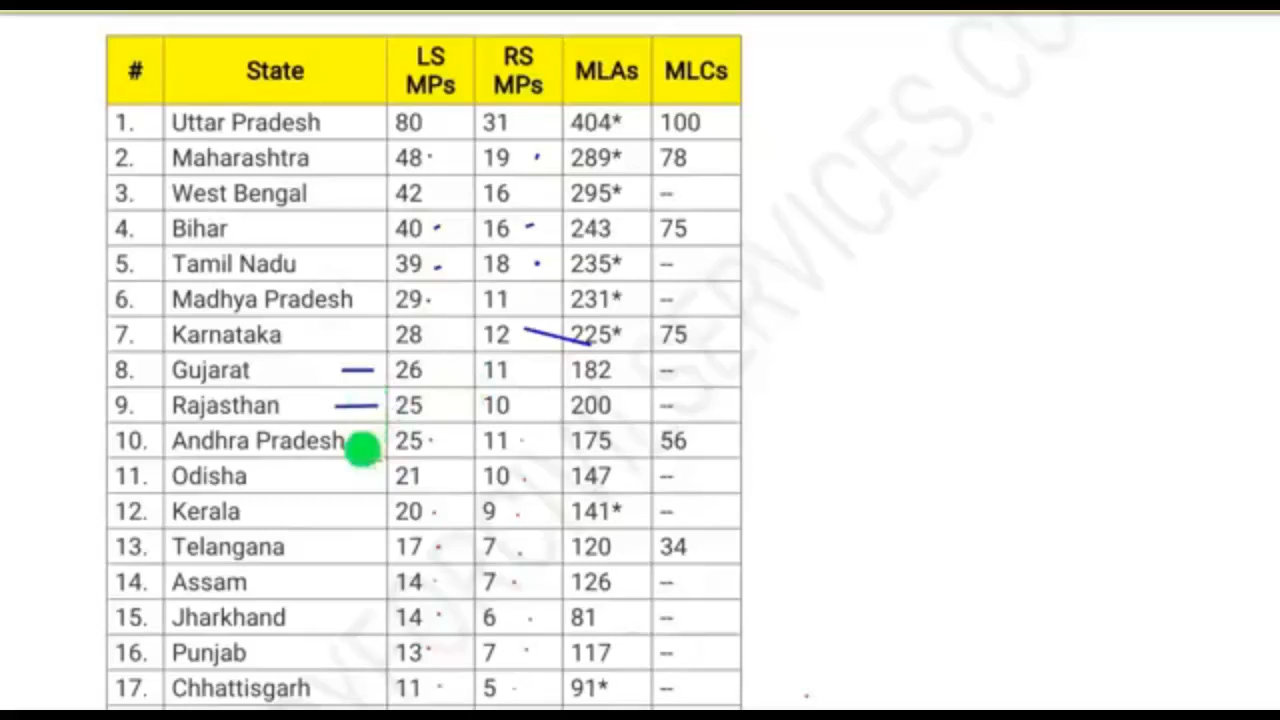 # State LS MPs RS MPs MLAs MLCs
1. Uttar Pradesh 80 31 404* 100
2. Maharashtra 48 19 289* 78
3. West Bengal 42 16 295* --
4. Bihar 40 16 243 75
5. Tamil Nadu 39 18 235* --
6. Madhya Pradesh 29 11 231* --
7. Karnataka 28 12 225* 75
8. Gujarat 26 11 182 --
9. Rajasthan 25 10 200 --
10. Andhra Pradesh 25 11 175 56
11. Odisha 21 10 147 --
12. Kerala 20 9 141* --
13. Telangana 17 7 120 34
14. Assam 14 7 126 --
15. Jharkhand 14 6 81 --
16. Punjab 13 7 117 --
17. Chhattisgarh 11 5 91* --